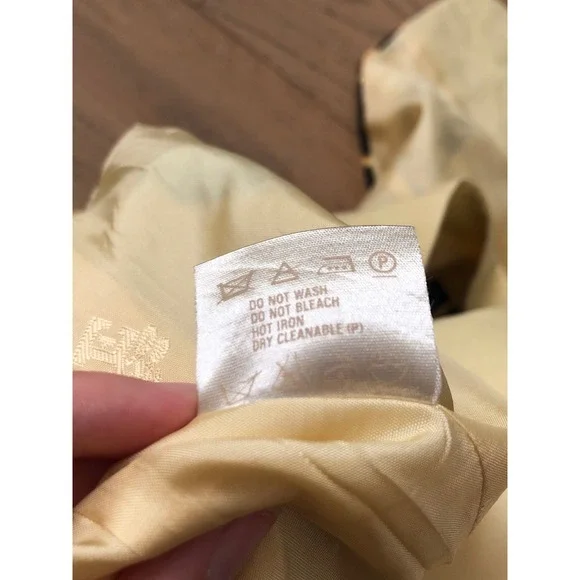 P
DO NOT WASH
DO NOT BLEACH
HOT IRON
DRY CLEANABLE (P)